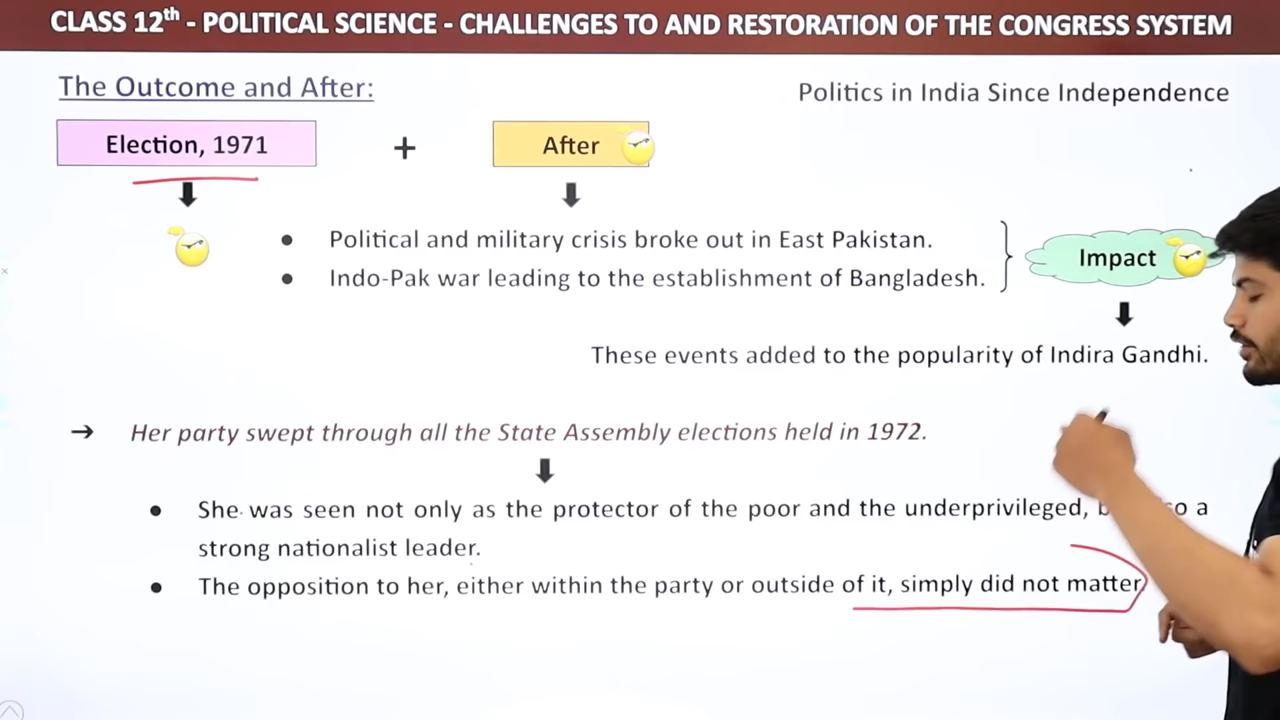 CLASS 12th - POLITICAL SCIENCE - CHALLENGES TO AND RESTORATION OF THE CONGRESS SYSTEM
The Outcome and After:
Politics in India Since Independence
Election, 1971
+
After
● Political and military crisis broke out in East Pakistan.
● Indo-Pak war leading to the establishment of Bangladesh.
Impact
These events added to the popularity of Indira Gandhi.
→ Her party swept through all the State Assembly elections held in 1972.
● She was seen not only as the protector of the poor and the underprivileged, a
strong nationalist leader.
● The opposition to her, either within the party or outside of it, simply did not matter